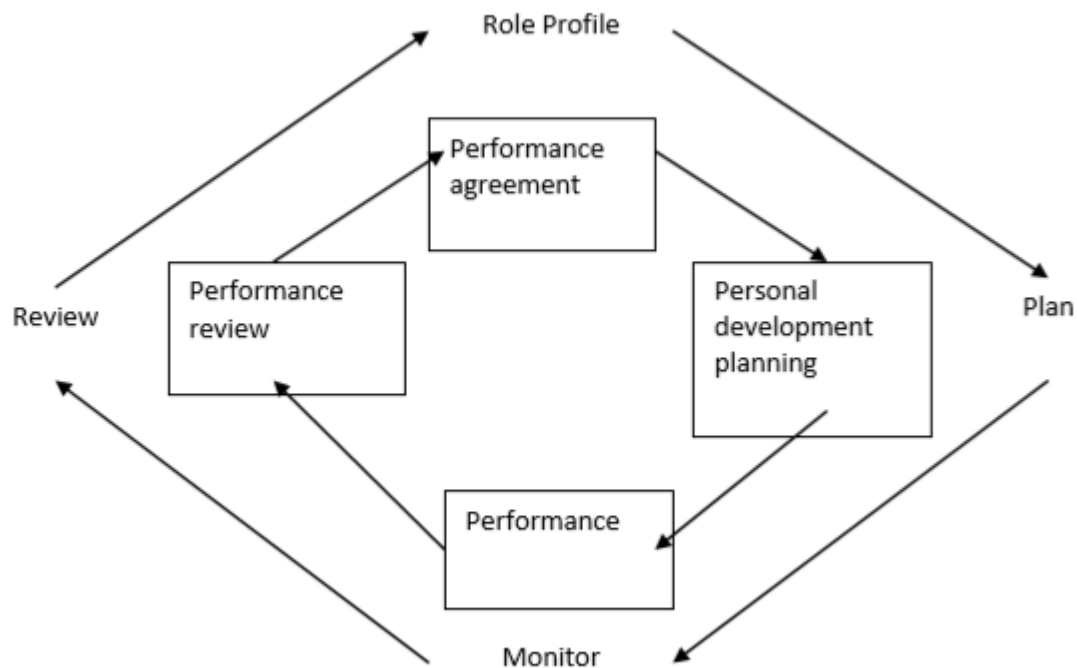 Role Profile
Performance
agreement
Performance
review
Personal
development
planning
Review
Plan
Performance
Monitor